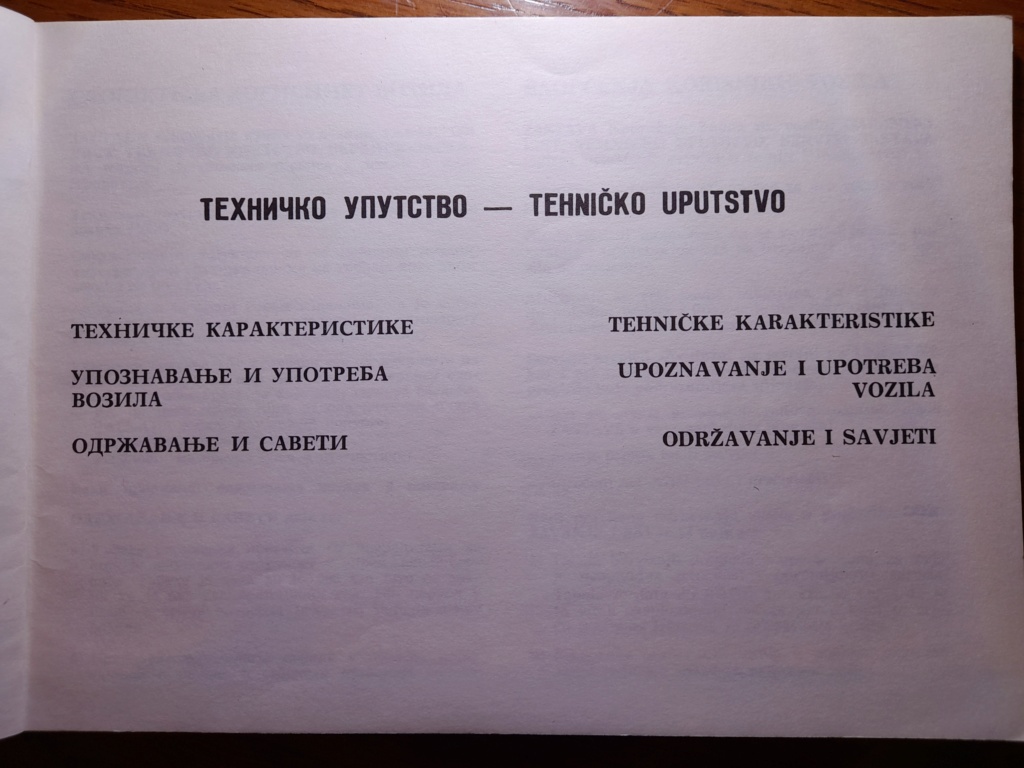 ТЕХНИЧКО УПУТСТВО — TEHNIČKO UPUTSTVO
ТЕХНИЧКЕ КАРАКТЕРИСТИКЕ
УПОЗНАВАЊЕ И УПОТРЕБА
ВОЗИЛА
ОДРЖАВАЊЕ И САВЕТИ
TEHNIČKE KARAKTERISTIKE
UPOZNAVANJE I UPOTREBA
VOZILA
ODRŽAVANJE I SAVJETI